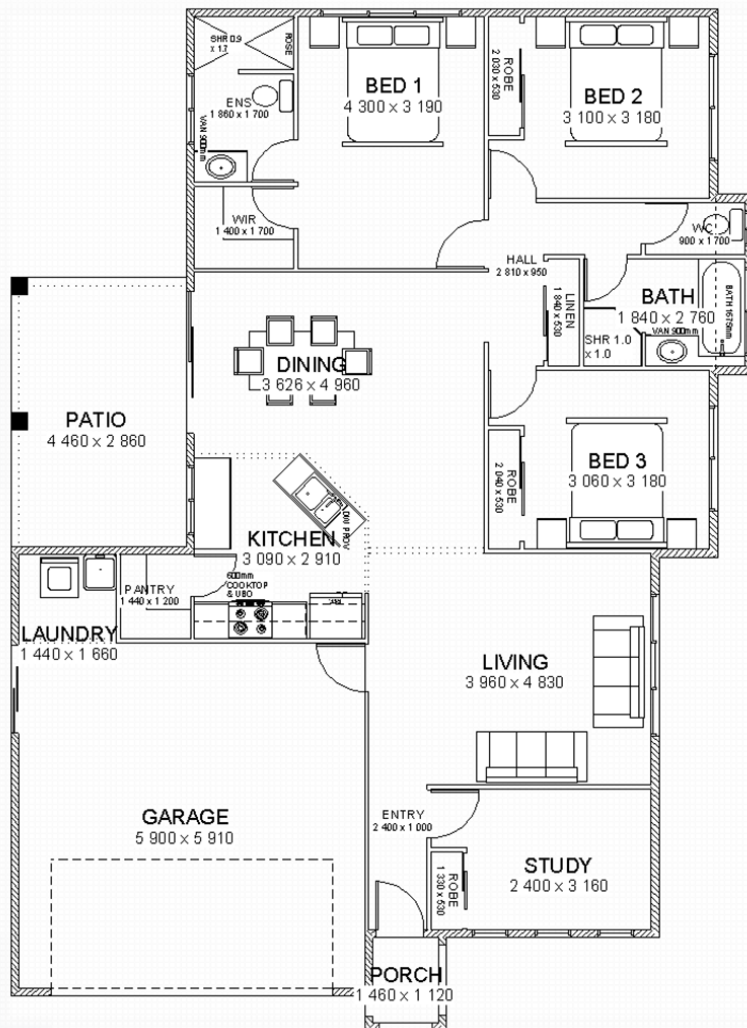 SHR 0.9
x 1.2
ROSE
BED 1
4 300 x 3 190
ROBE
2 030 x 530
BED 2
3 100 x 3 180
ENS
1 860 x 1 700
VAN 900mm
WIR
1 400 x 1 700
WC
900 x 1 700
HALL
2 810 x 950
LINEN
1 840 x 530
BATH
1 840 x 2 760
BATH 1675mm
VAN 900mm
SHR 1.0
x 1.0
DINING
3 626 x 4 960
PATIO
4 460 x 2 860
BED 3
3 060 x 3 180
ROBE
2 040 x 530
KITCHEN
3 090 x 2 910
600mm
COOKTOP
& UBO
PANTRY
1 440 x 1 200
LAUNDRY
1 440 x 1 660
LIVING
3 960 x 4 830
GARAGE
5 900 x 5 910
ENTRY
2 400 x 1 000
STUDY
2 400 x 3 160
ROBE
1 330 x 530
PORCH
1 460 x 1 120